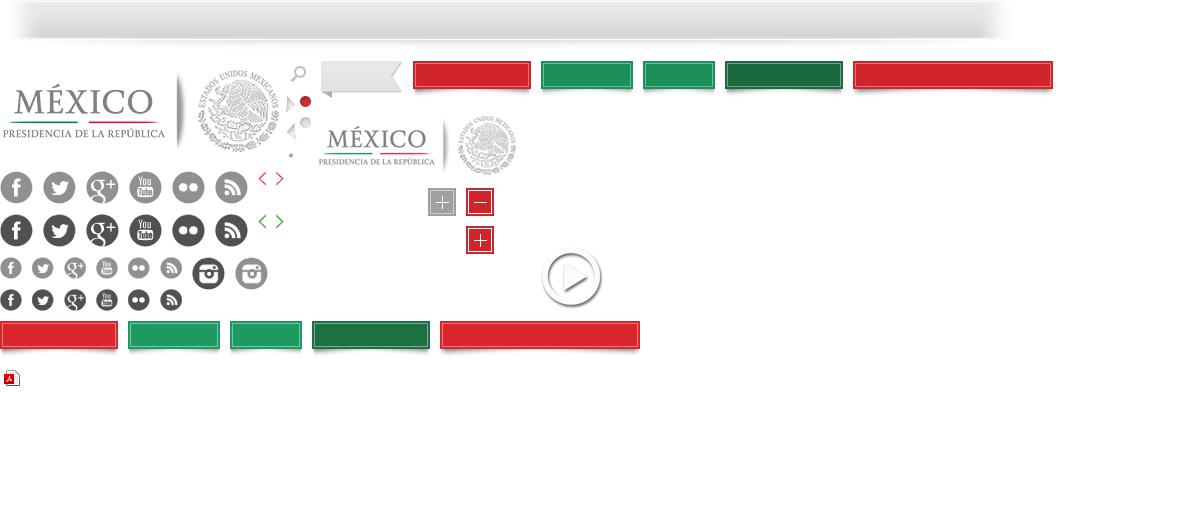 MÉXICO
PRESIDENCIA DE LA REPÚBLICA
ESTADOS UNIDOS MEXICANOS
MÉXICO
PRESIDENCIA DE LA REPÚBLICA
ESTADOS UNIDOS MEXICANOS
f g+ You Tube
f g+ You Tube
f g+ You Tube
f g+ You Tube